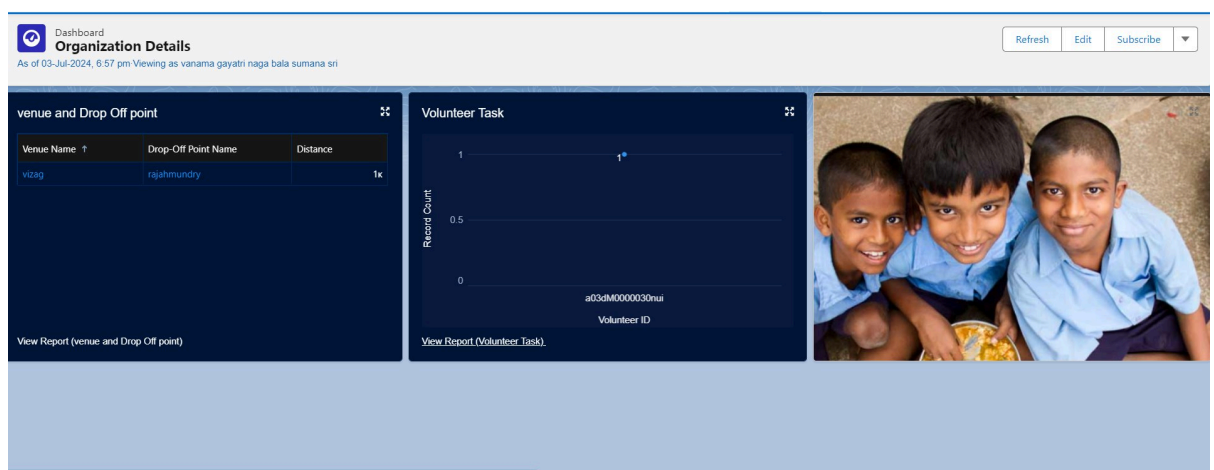 Dashboard
Organization Details
As of 03-Jul-2024, 6:57 pm·Viewing as vanama gayatri naga bala sumana sri
Refresh Edit Subscribe
venue and Drop Off point
Venue Name ↑ Drop-Off Point Name Distance
vizag rajahmundry 1k
View Report (venue and Drop Off point)
Volunteer Task
1
1
0.5
0
Record Count
a03dM0000030nui
Volunteer ID
View Report (Volunteer Task)